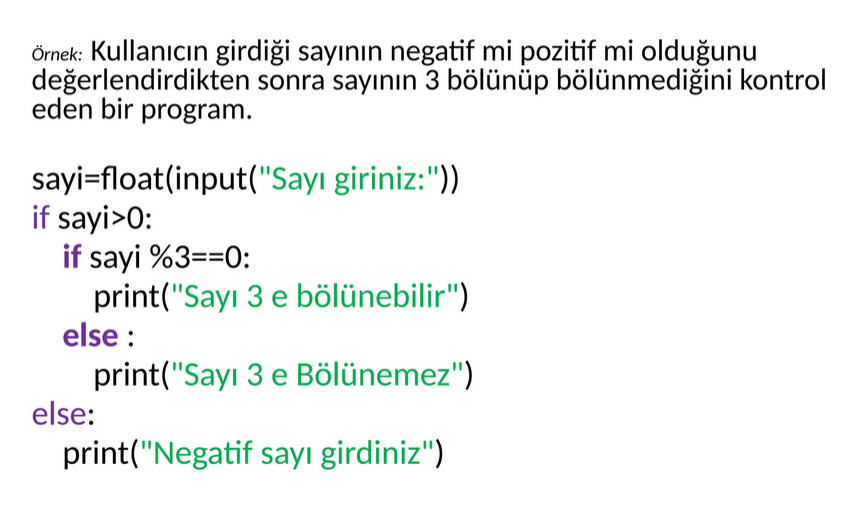 Örnek: Kullanıcın girdiği sayının negatif mi pozitif mi olduğunu
değerlendirdikten sonra sayının 3 bölünüp bölünmediğini kontrol
eden bir program.
sayi=float(input("Sayı giriniz:"))
if sayi>0:
if sayi %3==0:
print("Sayı 3 e bölünebilir")
else :
print("Sayı 3 e Bölünemez")
else:
print("Negatif sayı girdiniz")